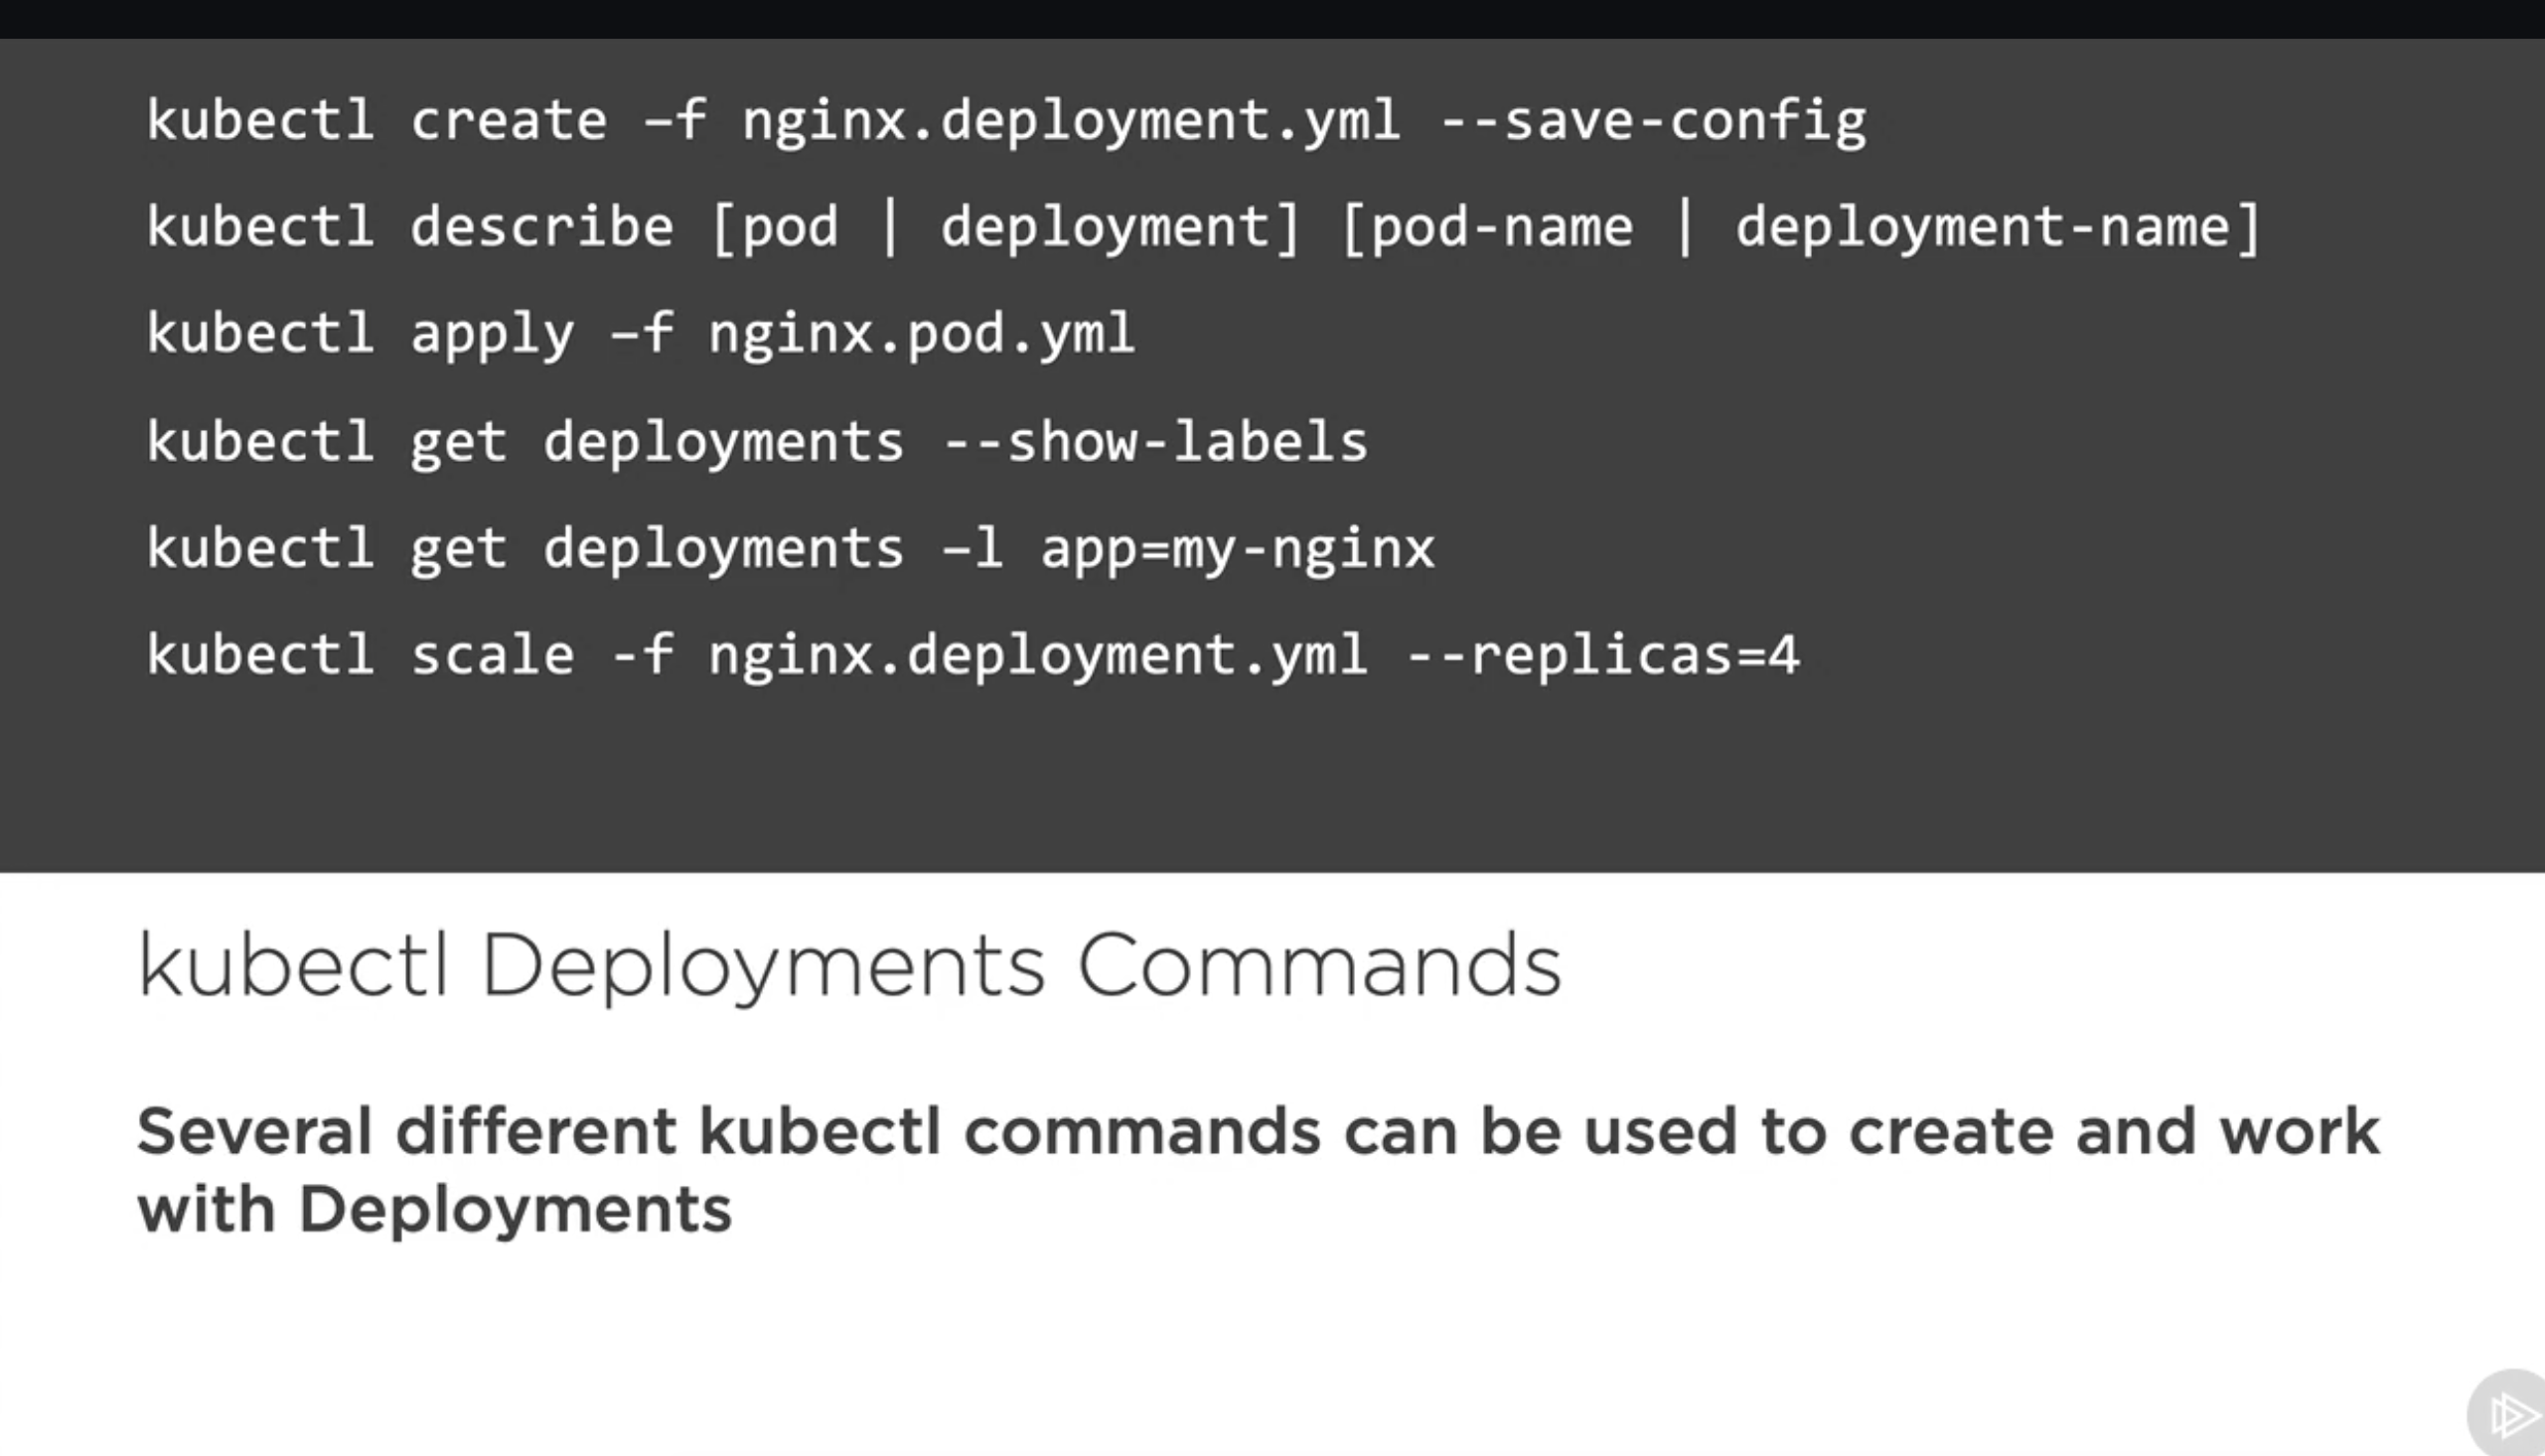 kubectl create –f nginx.deployment.yml --save-config
kubectl describe [pod | deployment] [pod-name | deployment-name]
kubectl apply –f nginx.pod.yml
kubectl get deployments --show-labels
kubectl get deployments –l app=my-nginx
kubectl scale -f nginx.deployment.yml --replicas=4
kubectl Deployments Commands
Several different kubectl commands can be used to create and work
with Deployments